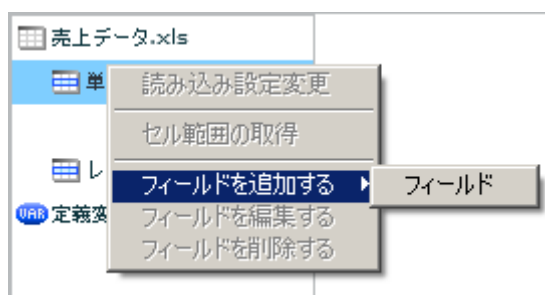 売上データ.xls
単
読み込み設定変更
セル範囲の取得
レ
フィールドを追加する
フィールド
VAR 定義変
フィールドを編集する
フィールドを削除する